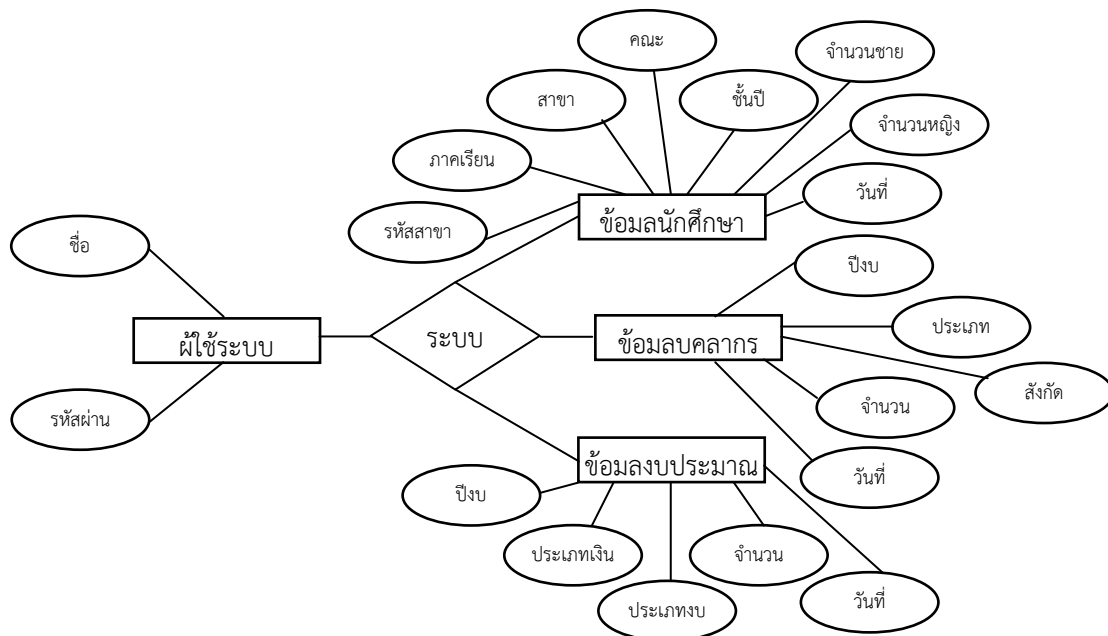 คณะ
จำนวนชาย
สาขา
ชั้นปี
จำนวนหญิง
ภาคเรียน
วันที่
รหัสสาขา
ข้อมลนักศึกษา
ชื่อ
ปีงบ
ประเภท
ผ้ใช้ระบบ
ระบบ
ข้อมลบคลากร
สังกัด
จำนวน
รหัสผ่าน
ข้อมลงบประมาณ
วันที่
ปีงบ
ประเภทเงิน
จำนวน
วันที่
ประเภทงบ